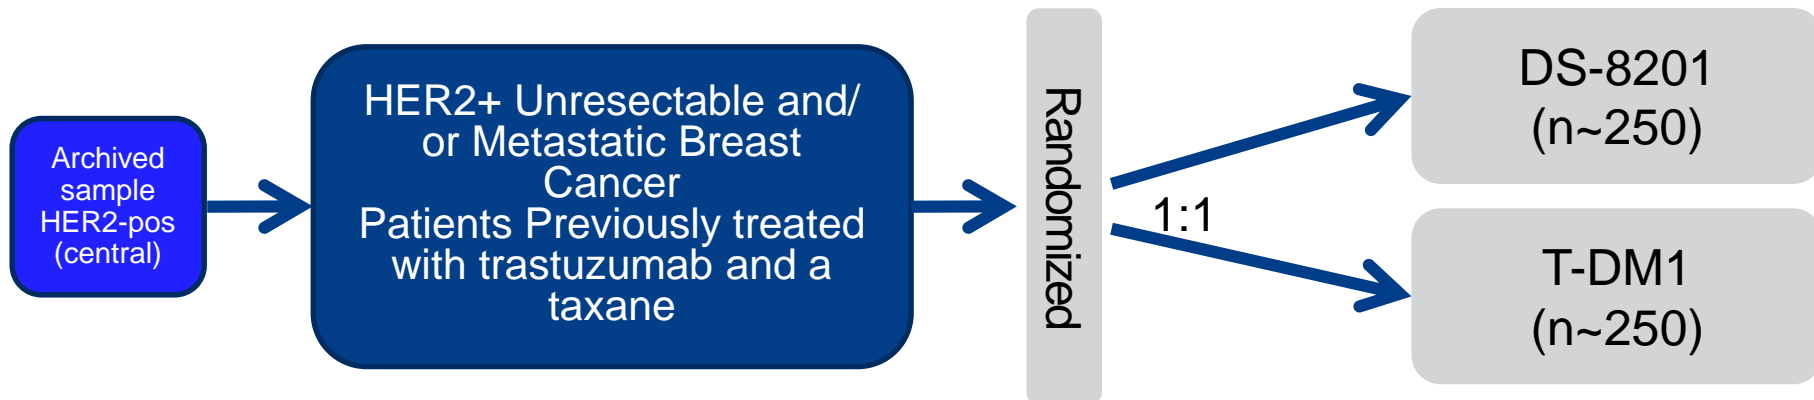 Archived
sample
HER2-pos
(central)
HER2+ Unresectable and/
or Metastatic Breast
Cancer
Patients Previously treated
with trastuzumab and a
taxane
Randomized
1:1
DS-8201
(n~250)
T-DM1
(n~250)